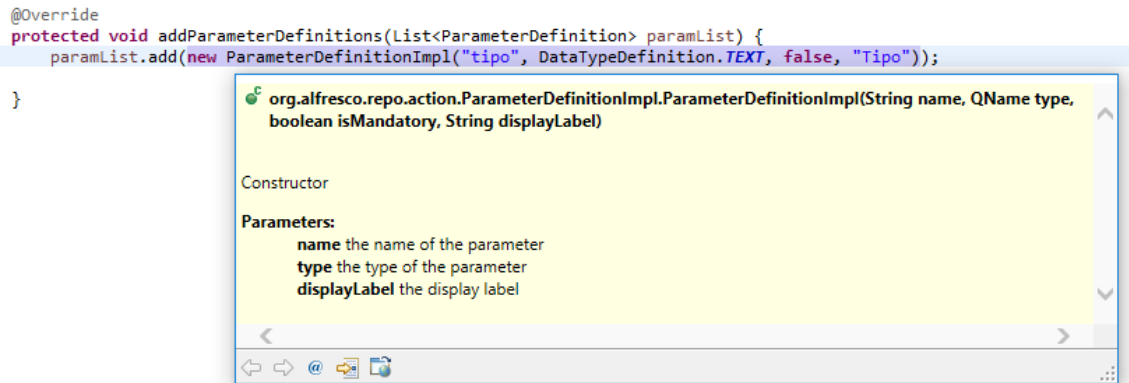 @Override
protected void addParameterDefinitions(List<ParameterDefinition> paramList) {
paramList.add(new ParameterDefinitionImpl("tipo", DataTypeDefinition.TEXT, false, "Tipo"));
}
org.alfresco.repo.action.ParameterDefinitionImpl.ParameterDefinitionImpl(String name, QName type,
boolean isMandatory, String displayLabel)
Constructor
Parameters:
name the name of the parameter
type the type of the parameter
displayLabel the display label